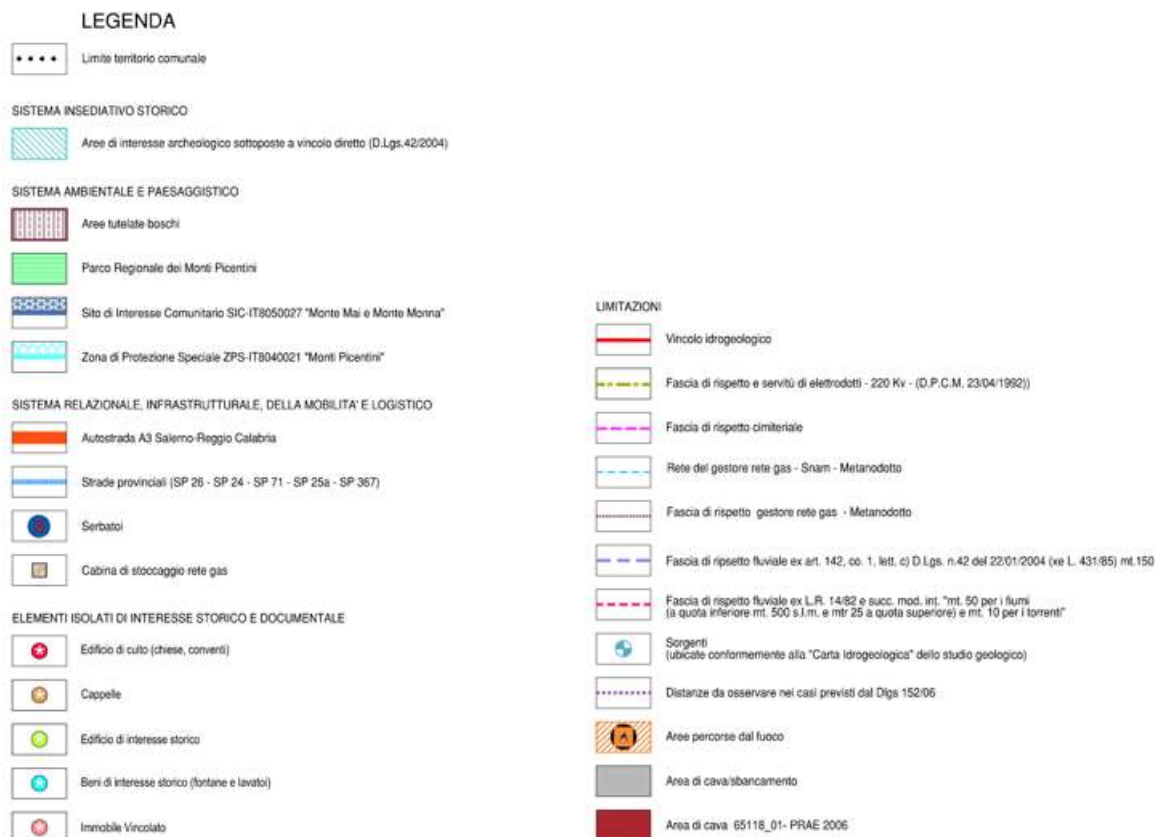 LEGENDA
Limite territorio comunale
SISTEMA INSEDIATIVO STORICO
Aree di interesse archeologico sottoposte a vincolo diretto (D.Lgs.42/2004)
SISTEMA AMBIENTALE E PAESAGGISTICO
Aree tutelate boschi
Parco Regionale dei Monti Picentini
Sito di Interesse Comunitario SIC-IT8050027 "Monte Mai e Monte Monna"
Zona di Protezione Speciale ZPS-IT8040021 "Monti Picentini"
SISTEMA RELAZIONALE, INFRASTRUTTURALE, DELLA MOBILITA' E LOGISTICO
Autostrada A3 Salerno-Reggio Calabria
Strade provinciali (SP 26 - SP 24 - SP 71 - SP 25a - SP 367)
Serbatoi
Cabina di stoccaggio rete gas
ELEMENTI ISOLATI DI INTERESSE STORICO E DOCUMENTALE
Edificio di culto (chiese, conventi)
Cappelle
Edificio di interesse storico
Beni di interesse storico (fontane e lavatoi)
Immobile Vincolato
LIMITAZIONI
Vincolo idrogeologico
Fascia di rispetto e servitù di elettrodotti - 220 Kv - (D.P.C.M. 23/04/1992))
Fascia di rispetto cimiteriale
Rete del gestore rete gas - Snam - Metanodotto
Fascia di rispetto gestore rete gas - Metanodotto
Fascia di ripsetto fluviale ex art. 142, co. 1, lett. c) D.Lgs. n.42 del 22/01/2004 (xe L. 431/85) mt.150
Fascia di rispetto fluviale ex L.R. 14/82 e succ. mod. int. "mt. 50 per i fiumi
(a quota inferiore mt. 500 s.l.m. e mtr 25 a quota superiore) e mt. 10 per i torrenti"
Sorgenti
(ubicate conformemente alla "Carta Idrogeologica" dello studio geologico)
Distanze da osservare nei casi previsti dal Dlgs 152/06
Aree percorse dal fuoco
Area di cava/sbancamento
Area di cava 65118_01- PRAE 2006